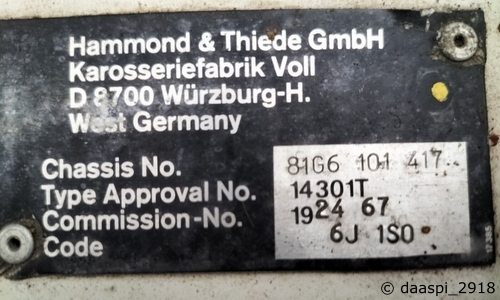 Hammond & Thiede GmbH
Karosseriefabrik Voll
D 8700 Würzburg-H.
West Germany
Chassis No. 81G6 101 417
Type Approval No. 14301T
Commission-No. 1924 67
Code 6J 1S0
© daaspi_2918